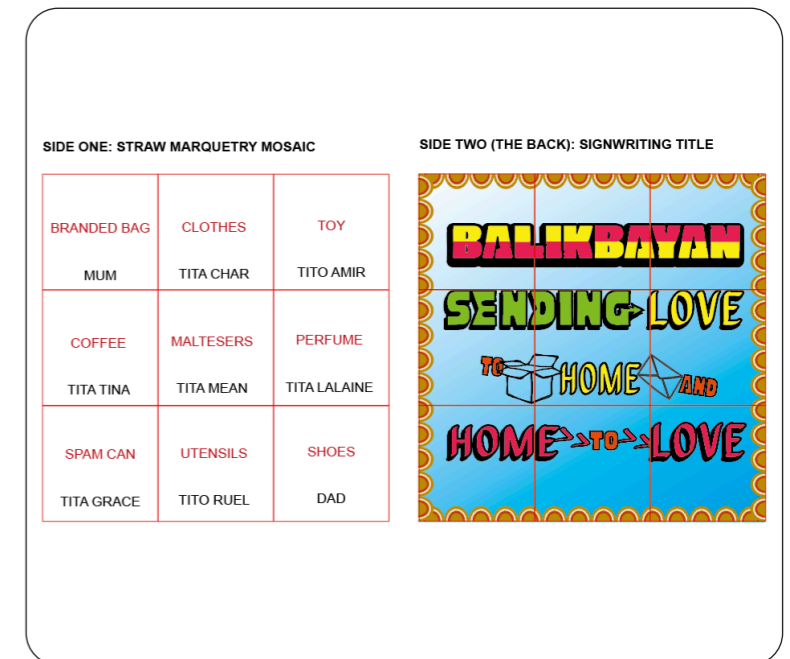 SIDE ONE: STRAW MARQUETRY MOSAIC
BRANDED BAG
MUM
CLOTHES
TITA CHAR
TOY
TITO AMIR
COFFEE
TITA TINA
MALTESERS
TITA MEAN
PERFUME
TITA LALAINE
SPAM CAN
TITA GRACE
UTENSILS
TITO RUEL
SHOES
DAD
SIDE TWO (THE BACK): SIGNWRITING TITLE
BALIKBAYAN
SENDING LOVE
TO HOME AND
HOME TO LOVE